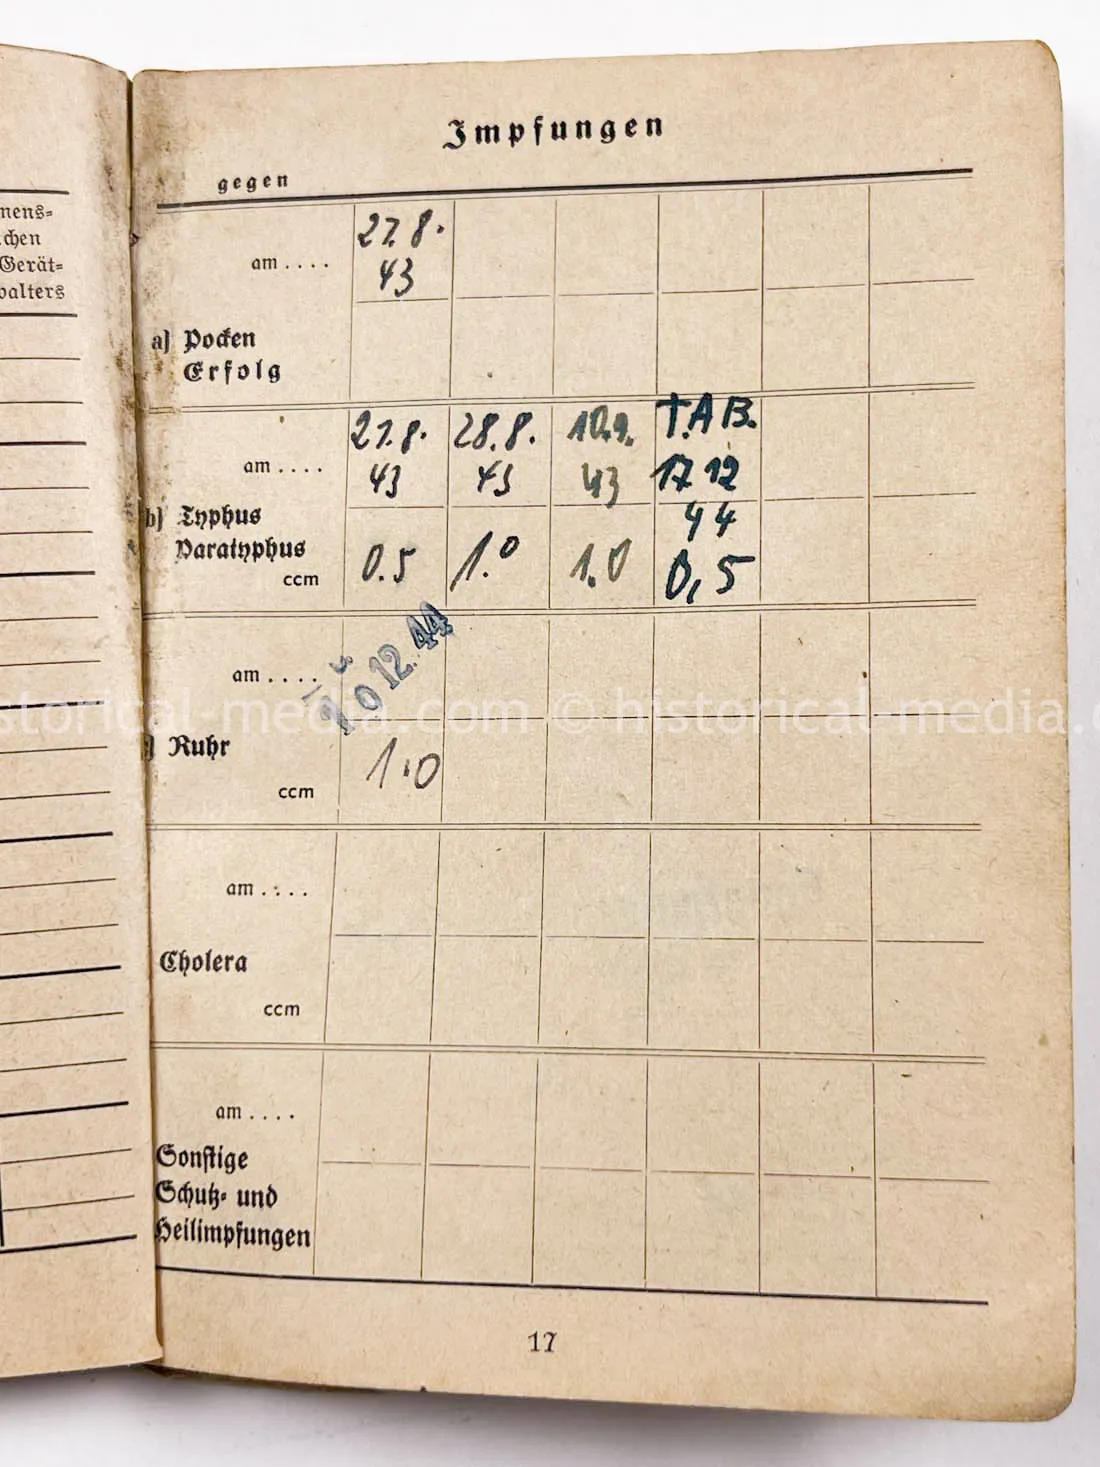 mens-
chen
Gerät-
walters
Impfungen
gegen
27.8.
am . . . .
43
a) Pocken
Erfolg
27.8. 28.8. 10.9. T.A.B.
am . . . .
43 43 43 17 12
b) Typhus
44
Paratyphus
ccm 0.5 1.0 1.0 0,5
10 12. 44
am . . . .
historical-media.com © historical-media.c
) Ruhr
1.0
ccm
am . . . .
Cholera
ccm
am . . . .
Sonstige
Schutz- und
Heilimpfungen
17